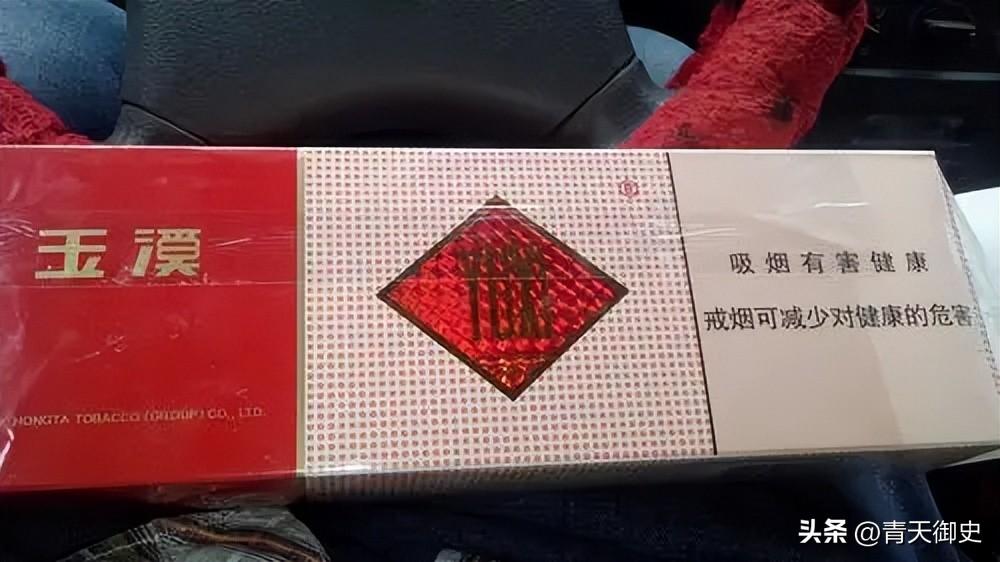 玉漠
HONGTA TOBACCO (GROUP) CO., LTD.
吸烟有害健康
戒烟可减少对健康的危害
头条 @青天御史